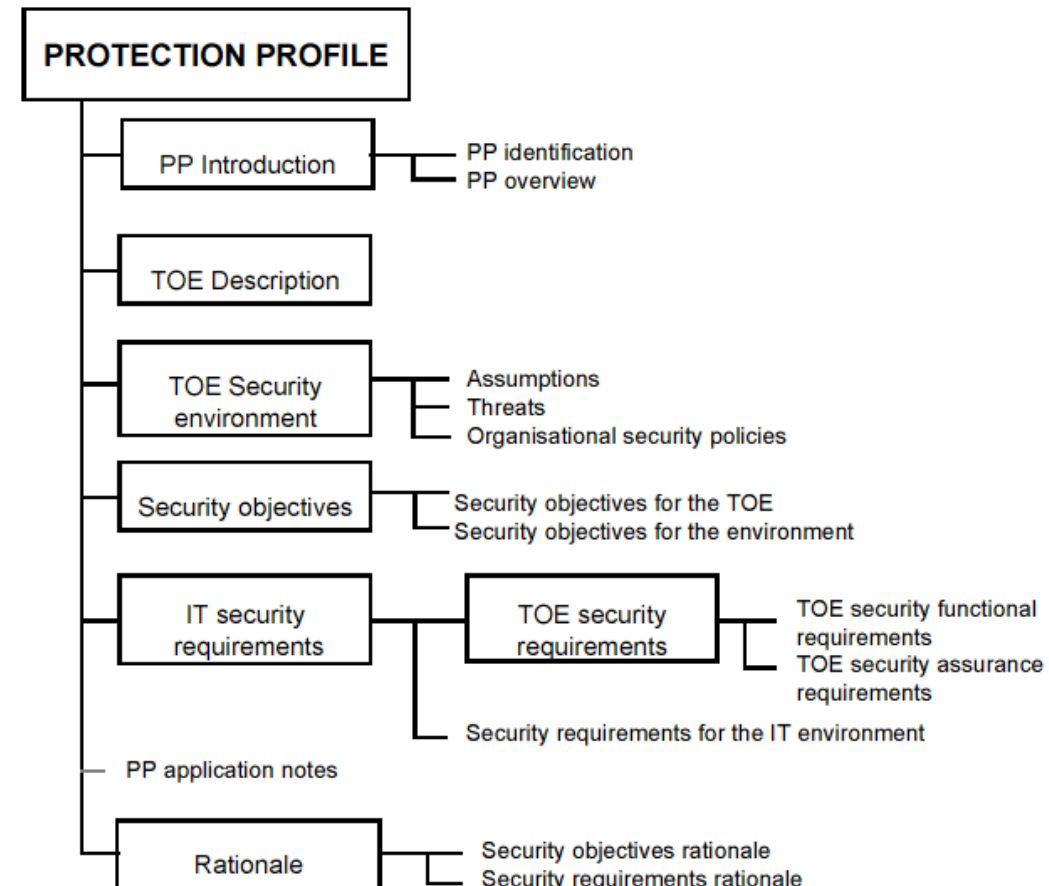 PROTECTION PROFILE
PP Introduction
PP identification
PP overview
TOE Description
TOE Security
environment
Assumptions
Threats
Organisational security policies
Security objectives
Security objectives for the TOE
Security objectives for the environment
IT security
requirements
TOE security
requirements
TOE security functional
requirements
TOE security assurance
requirements
Security requirements for the IT environment
PP application notes
Rationale
Security objectives rationale
Security requirements rationale